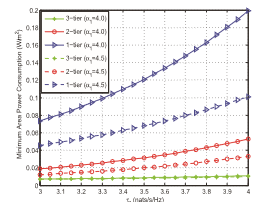 3-tier (α₁=4.0)
2-tier (α₁=4.0)
1-tier (α₁=4.0)
3-tier (α₁=4.5)
2-tier (α₁=4.5)
1-tier (α₁=4.5)
Minimum Area Power Consumption (W/m²)
0.2
0.18
0.16
0.14
0.12
0.1
0.08
0.06
0.04
0.02
0
3 3.1 3.2 3.3 3.4 3.5 3.6 3.7 3.8 3.9 4
(nats/s/Hz)